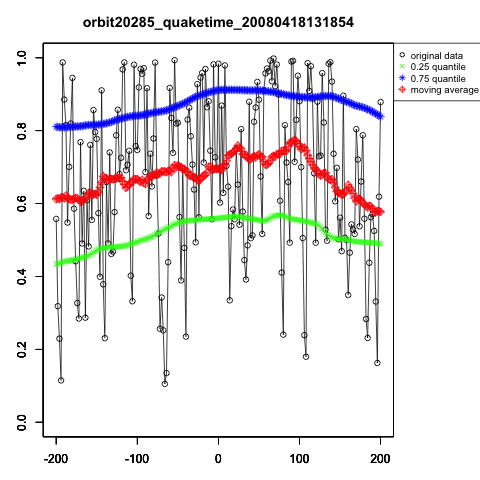 orbit20285_quaketime_20080418131854
original data
0.25 quantile
0.75 quantile
moving average
1.0
0.8
0.6
0.4
0.2
0.0
-200 -100 0 100 200